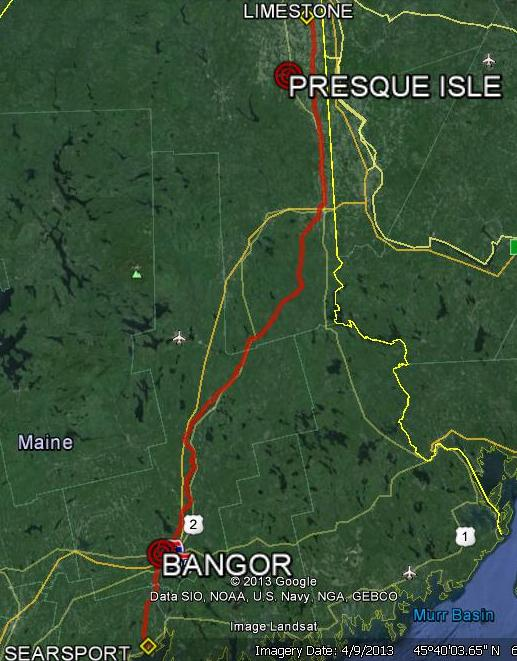 LIMESTONE
PRESQUE ISLE
Maine
2
1
BANGOR
© 2013 Google
Data SIO, NOAA, U.S. Navy, NGA, GEBCO
Murr Basin
Image Landsat
SEARSPORT
Imagery Date: 4/9/2013 45°40'03.65" N